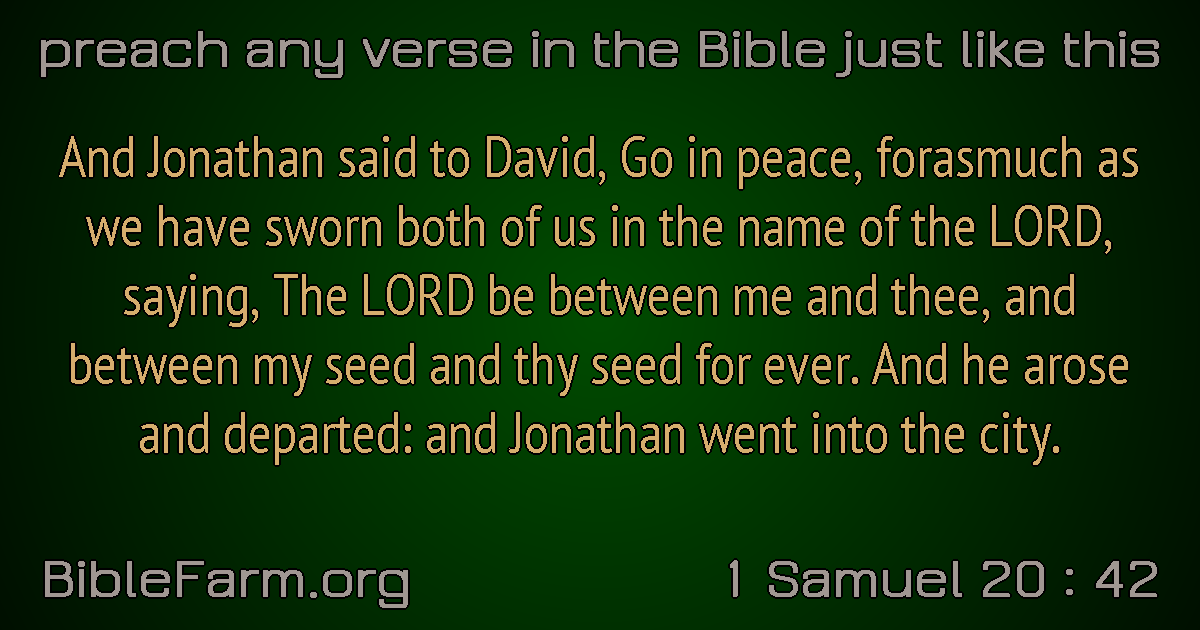 preach any verse in the Bible just like this
And Jonathan said to David, Go in peace, forasmuch as
we have sworn both of us in the name of the LORD,
saying, The LORD be between me and thee, and
between my seed and thy seed for ever. And he arose
and departed: and Jonathan went into the city.
BibleFarm.org
1 Samuel 20 : 42